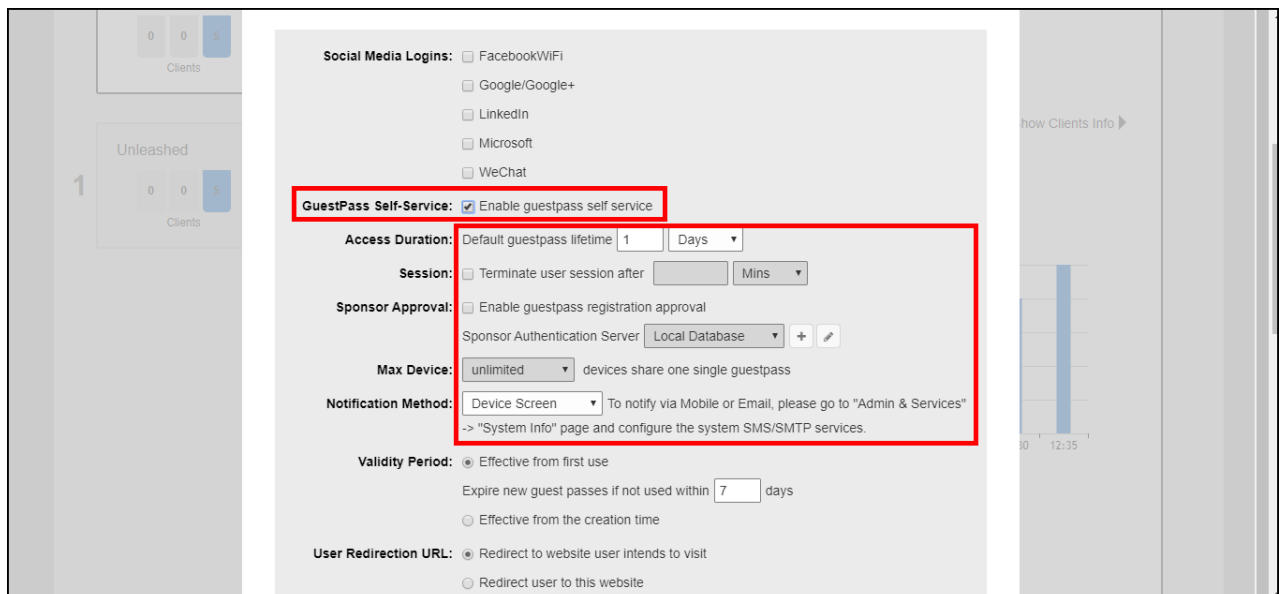 0 0 5
Clients
Social Media Logins: FacebookWiFi
Google/Google+
LinkedIn
how Clients Info
Microsoft
Unleashed
WeChat
1
0 0 5
GuestPass Self-Service: Enable guestpass self service
Clients
Access Duration: Default guestpass lifetime 1 Days
Session: Terminate user session after Mins
Sponsor Approval: Enable guestpass registration approval
Sponsor Authentication Server Local Database +
Max Device: unlimited devices share one single guestpass
Notification Method: Device Screen To notify via Mobile or Email, please go to "Admin & Services"
-> "System Info" page and configure the system SMS/SMTP services.
12:35
Validity Period: Effective from first use
Expire new guest passes if not used within 7 days
Effective from the creation time
User Redirection URL: Redirect to website user intends to visit
Redirect user to this website